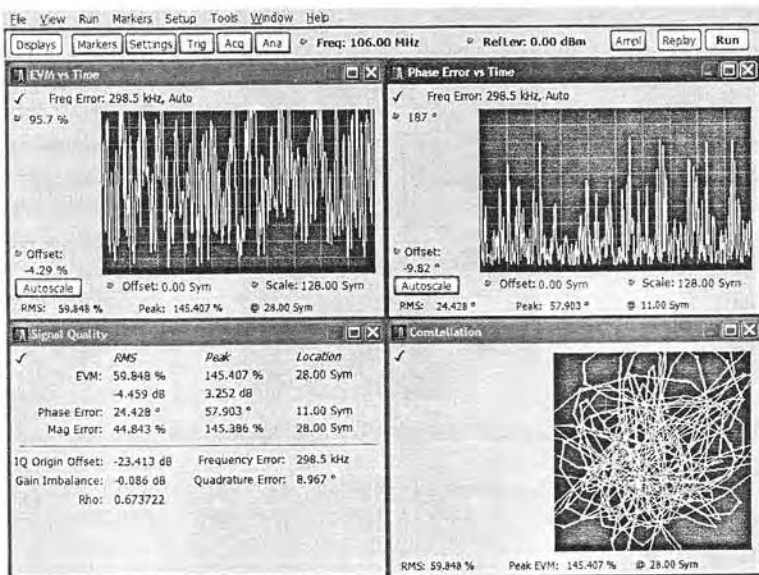 File View Run Markers Setup Tools Window Help
Displays Markers Settings Trig Acq Ana Freq: 106.00 MHz RefLev: 0.00 dBm Ampl Replay Run
EVM vs Time
Freq Error: 298.5 kHz, Auto
95.7 %
Offset:
-4.29 %
Autoscale Offset: 0.00 Sym Scale: 128.00 Sym
RMS: 59.848 % Peak: 145.407 % @ 28.00 Sym
Phase Error vs Time
Freq Error: 298.5 kHz, Auto
187 °
Offset:
-9.82 °
Autoscale Offset: 0.00 Sym Scale: 128.00 Sym
RMS: 24.428 ° Peak: 57.903 ° @ 11.00 Sym
Signal Quality
RMS Peak Location
EVM: 59.848 % 145.407 % 28.00 Sym
-4.459 dB 3.252 dB
Phase Error: 24.428 ° 57.903 ° 11.00 Sym
Mag Error: 44.843 % 145.386 % 28.00 Sym
IQ Origin Offset: -23.413 dB Frequency Error: 298.5 kHz
Gain Imbalance: -0.086 dB Quadrature Error: 8.967 °
Rho: 0.673722
Constellation
RMS: 59.848 % Peak EVM: 145.407 % @ 28.00 Sym